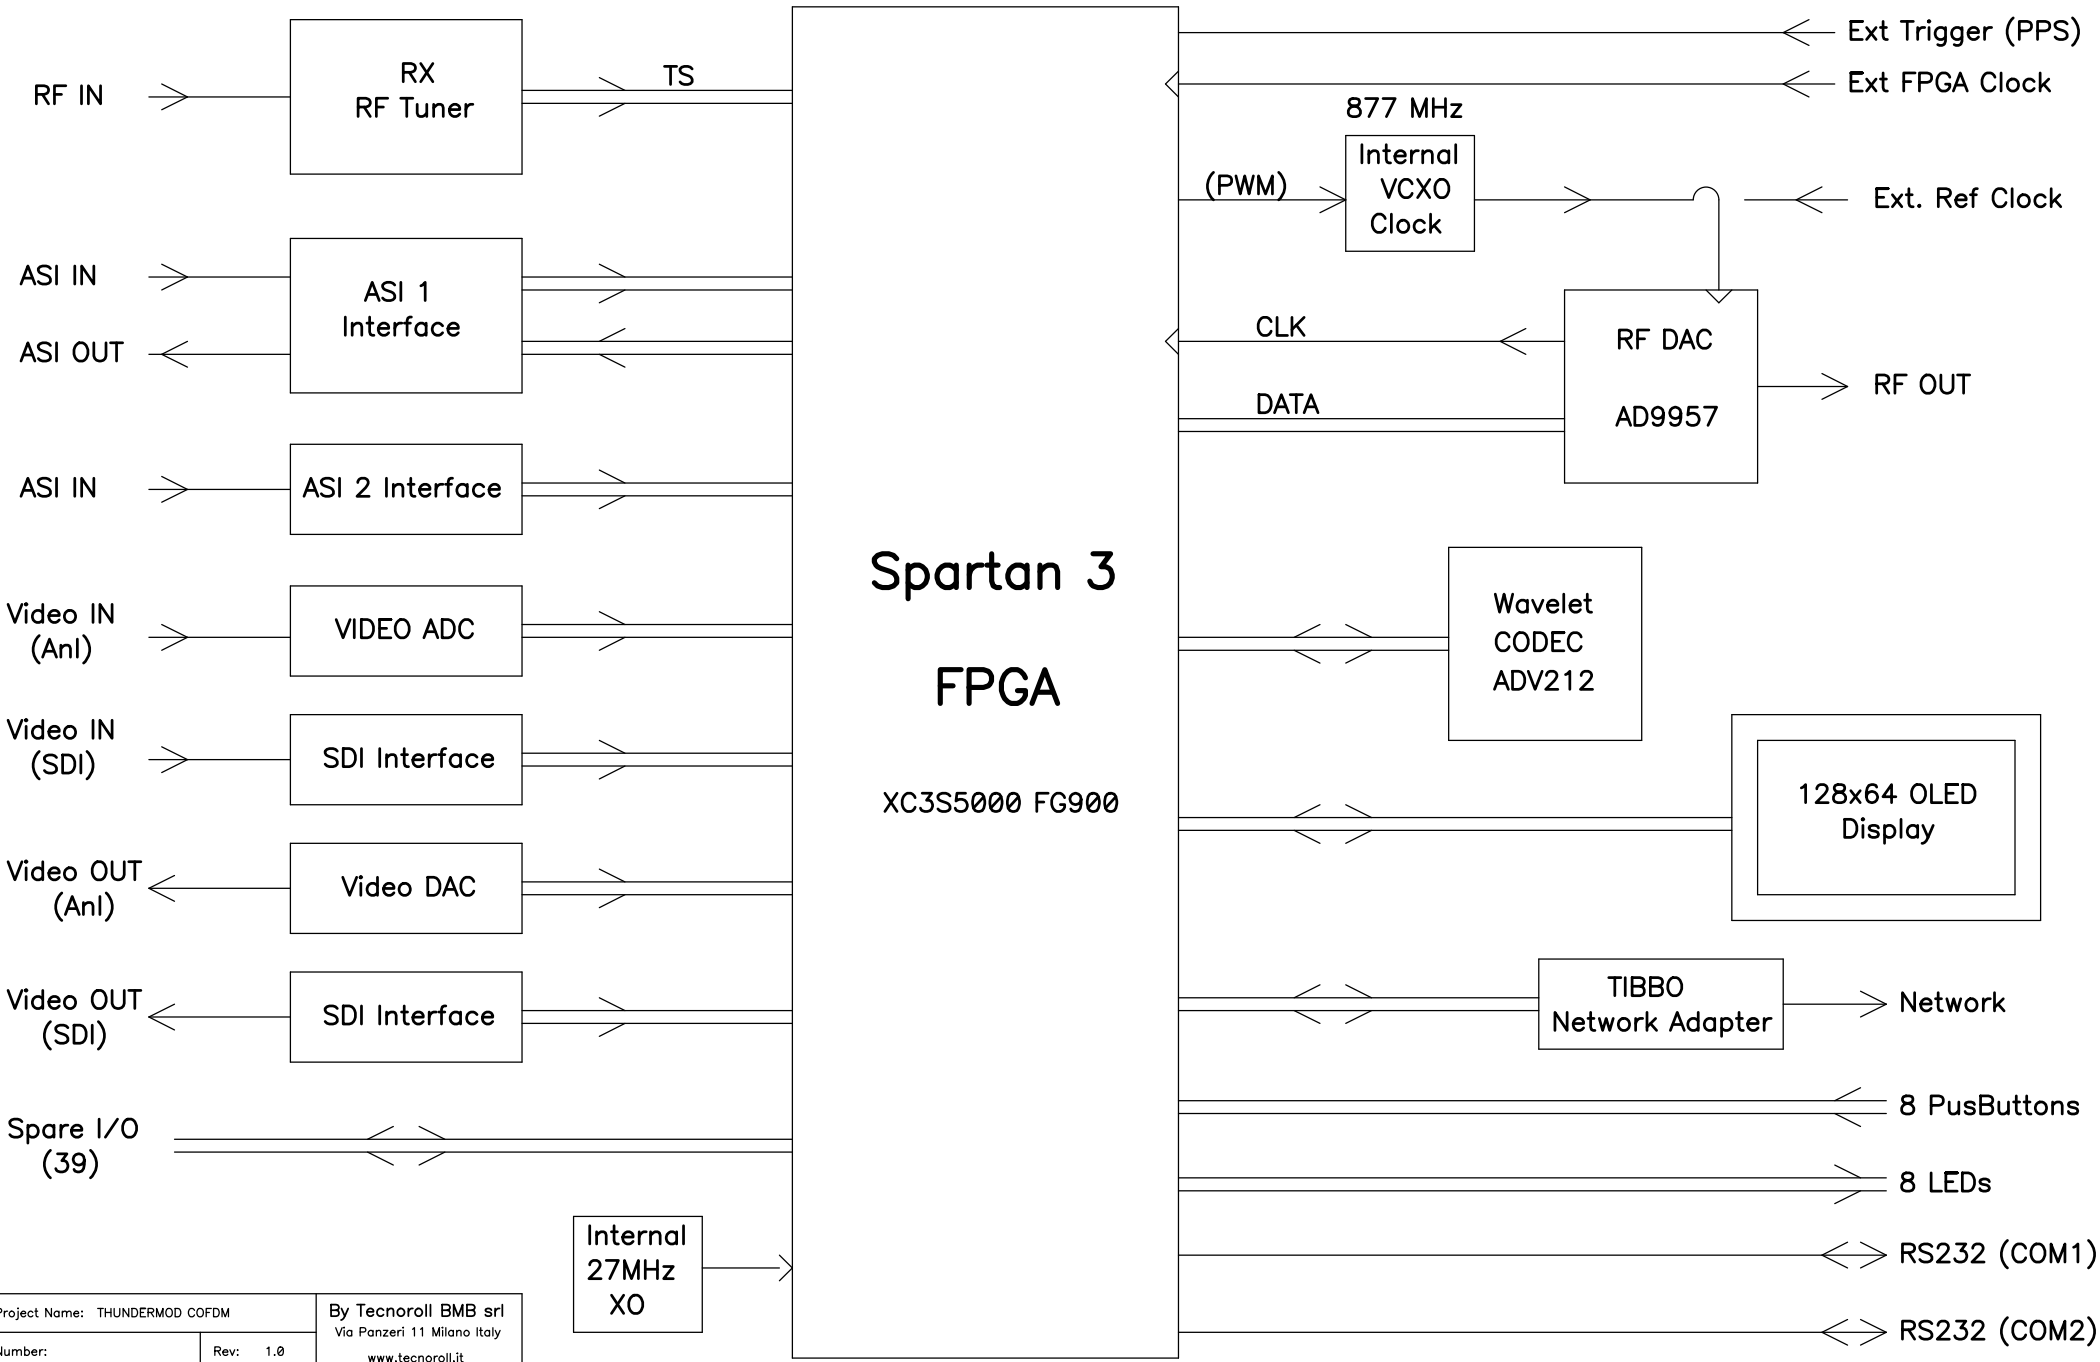 RF IN
RX
RF Tuner
TS
ASI IN
ASI OUT
ASI 1
Interface
ASI IN
ASI 2 Interface
Video IN
(Anl)
VIDEO ADC
Video IN
(SDI)
SDI Interface
Video OUT
(Anl)
Video DAC
Video OUT
(SDI)
SDI Interface
Spare I/O
(39)
Internal
27MHz
XO
Spartan 3
FPGA
XC3S5000 FG900
Ext Trigger (PPS)
Ext FPGA Clock
877 MHz
(PWM)
Internal
VCXO
Clock
Ext. Ref Clock
CLK
DATA
RF DAC
AD9957
RF OUT
Wavelet
CODEC
ADV212
128x64 OLED
Display
TIBBO
Network Adapter
Network
8 PusButtons
8 LEDs
RS232 (COM1)
RS232 (COM2)
Project Name: THUNDERMOD COFDM
Number:
Rev: 1.0
By Tecnoroll BMB srl
Via Panzeri 11 Milano Italy
www.tecnoroll.it